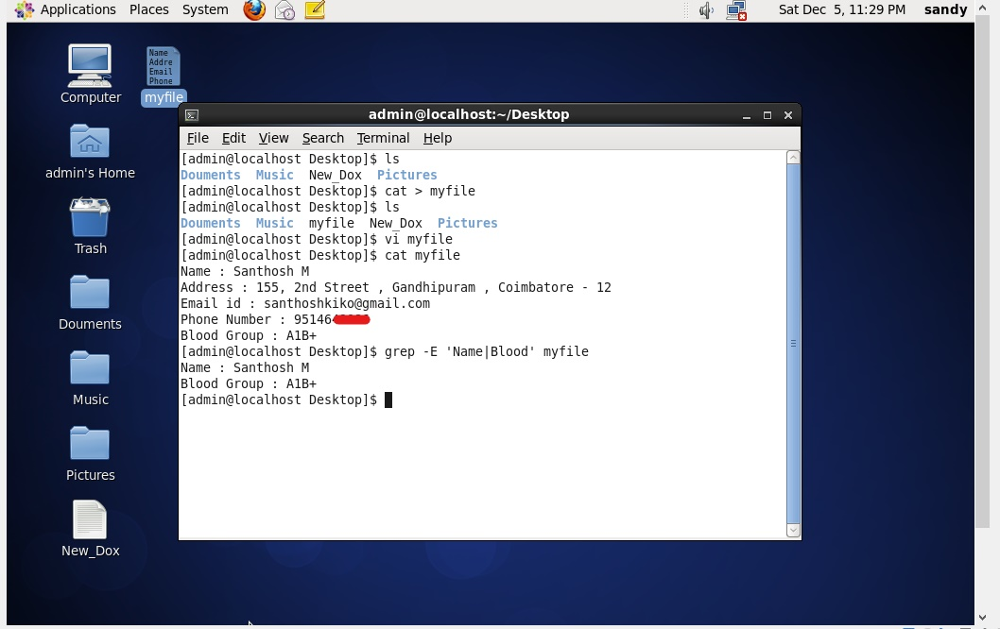 Applications Places System Sat Dec 5, 11:29 PM sandy
Name
Addre
Email
Phone
Computer
myfile
admin's Home
Trash
Douments
Music
Pictures
New_Dox
admin@localhost:~/Desktop
File Edit View Search Terminal Help
[admin@localhost Desktop]$ ls
Douments Music New_Dox Pictures
[admin@localhost Desktop]$ cat > myfile
[admin@localhost Desktop]$ ls
Douments Music myfile New_Dox Pictures
[admin@localhost Desktop]$ vi myfile
[admin@localhost Desktop]$ cat myfile
Name : Santhosh M
Address : 155, 2nd Street , Gandhipuram , Coimbatore - 12
Email id : santhoshkiko@gmail.com
Phone Number : 95146
Blood Group : A1B+
[admin@localhost Desktop]$ grep -E 'Name|Blood' myfile
Name : Santhosh M
Blood Group : A1B+
[admin@localhost Desktop]$